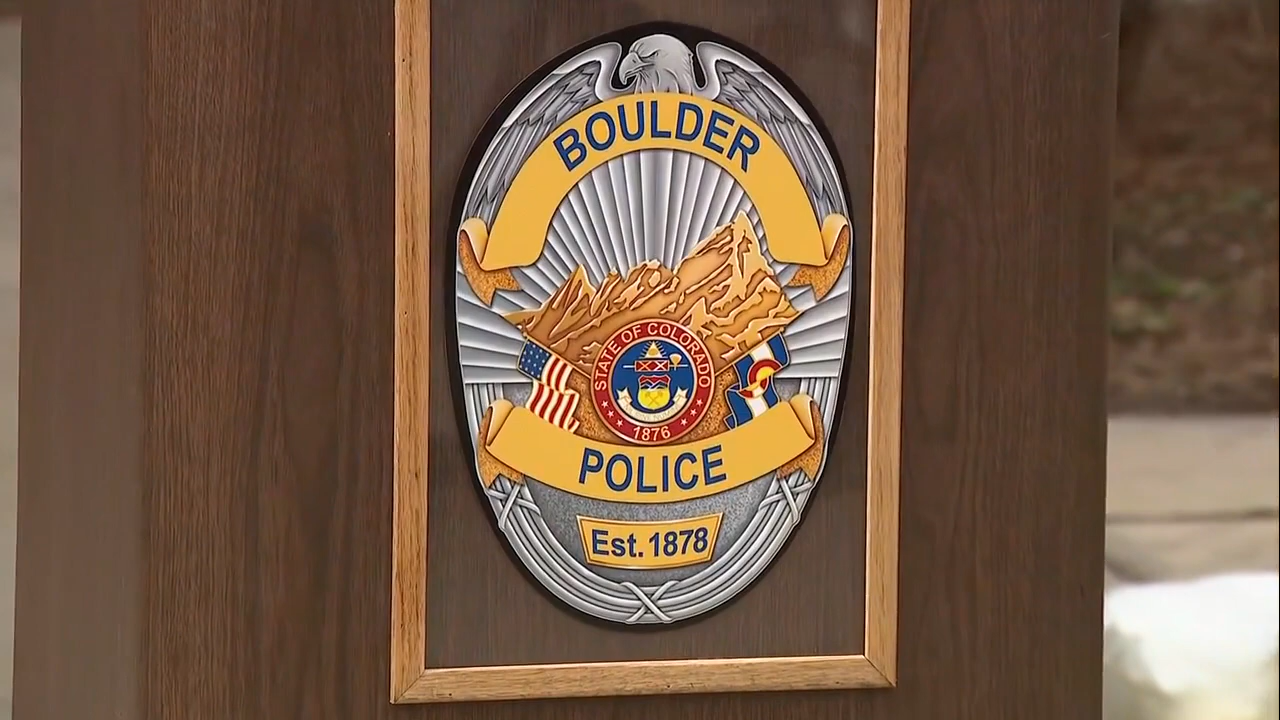 BOULDER
STATE OF COLORADO
1876
POLICE
Est. 1878